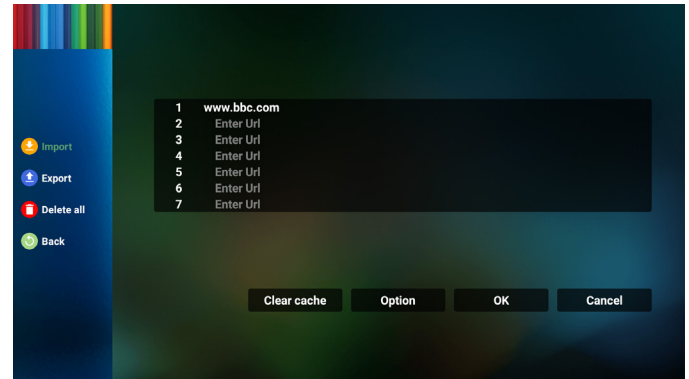 Import
Export
Delete all
Back
1 www.bbc.com
2 Enter Url
3 Enter Url
4 Enter Url
5 Enter Url
6 Enter Url
7 Enter Url
Clear cache Option OK Cancel